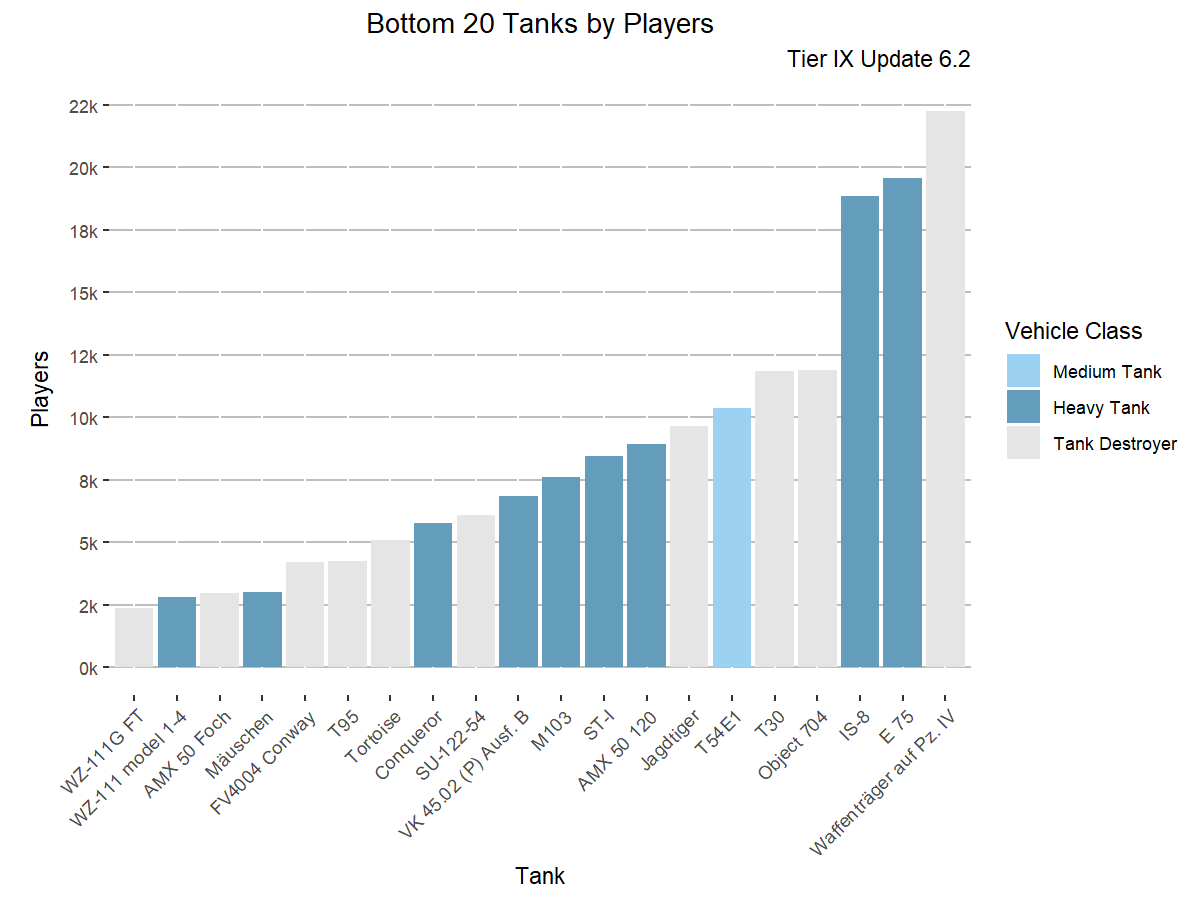 Bottom 20 Tanks by Players
Tier IX Update 6.2
22k
20k
18k
15k
12k
10k
8k
5k
2k
0k
Players
WZ-111G FT
WZ-111 model 1-4
AMX 50 Foch
Mäuschen
FV4004 Conway
T95
Tortoise
Conqueror
SU-122-54
VK 45.02 (P) Ausf. B
M103
ST-I
AMX 50 120
Jagdtiger
T54E1
T30
Object 704
IS-8
E 75
Waffenträger auf Pz. IV
Tank
Vehicle Class
Medium Tank
Heavy Tank
Tank Destroyer